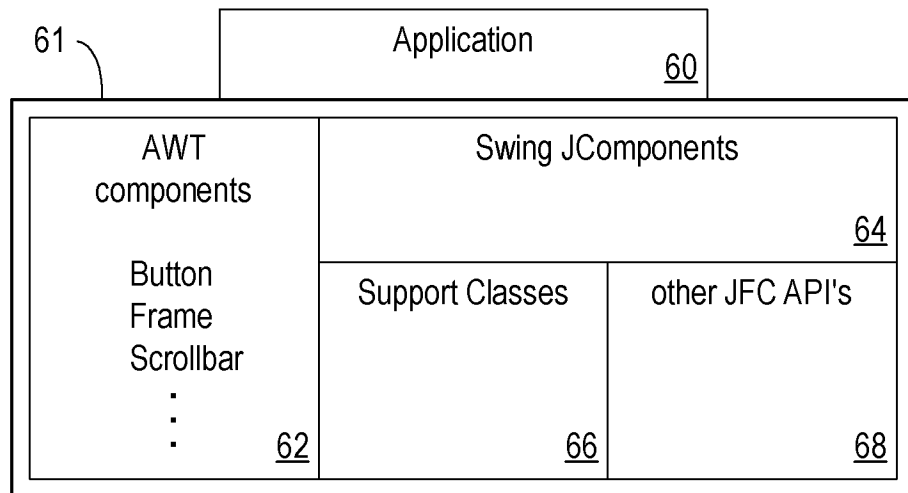 61
Application
60
AWT
components
Button
Frame
Scrollbar
62
Swing JComponents
64
Support Classes
66
other JFC API's
68